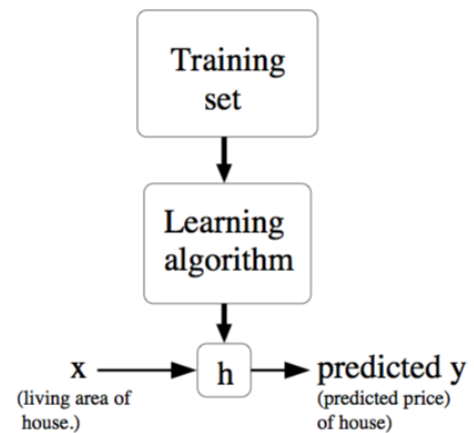 Training
set
Learning
algorithm
x
h
predicted y
(living area of
house.)
(predicted price)
of house)